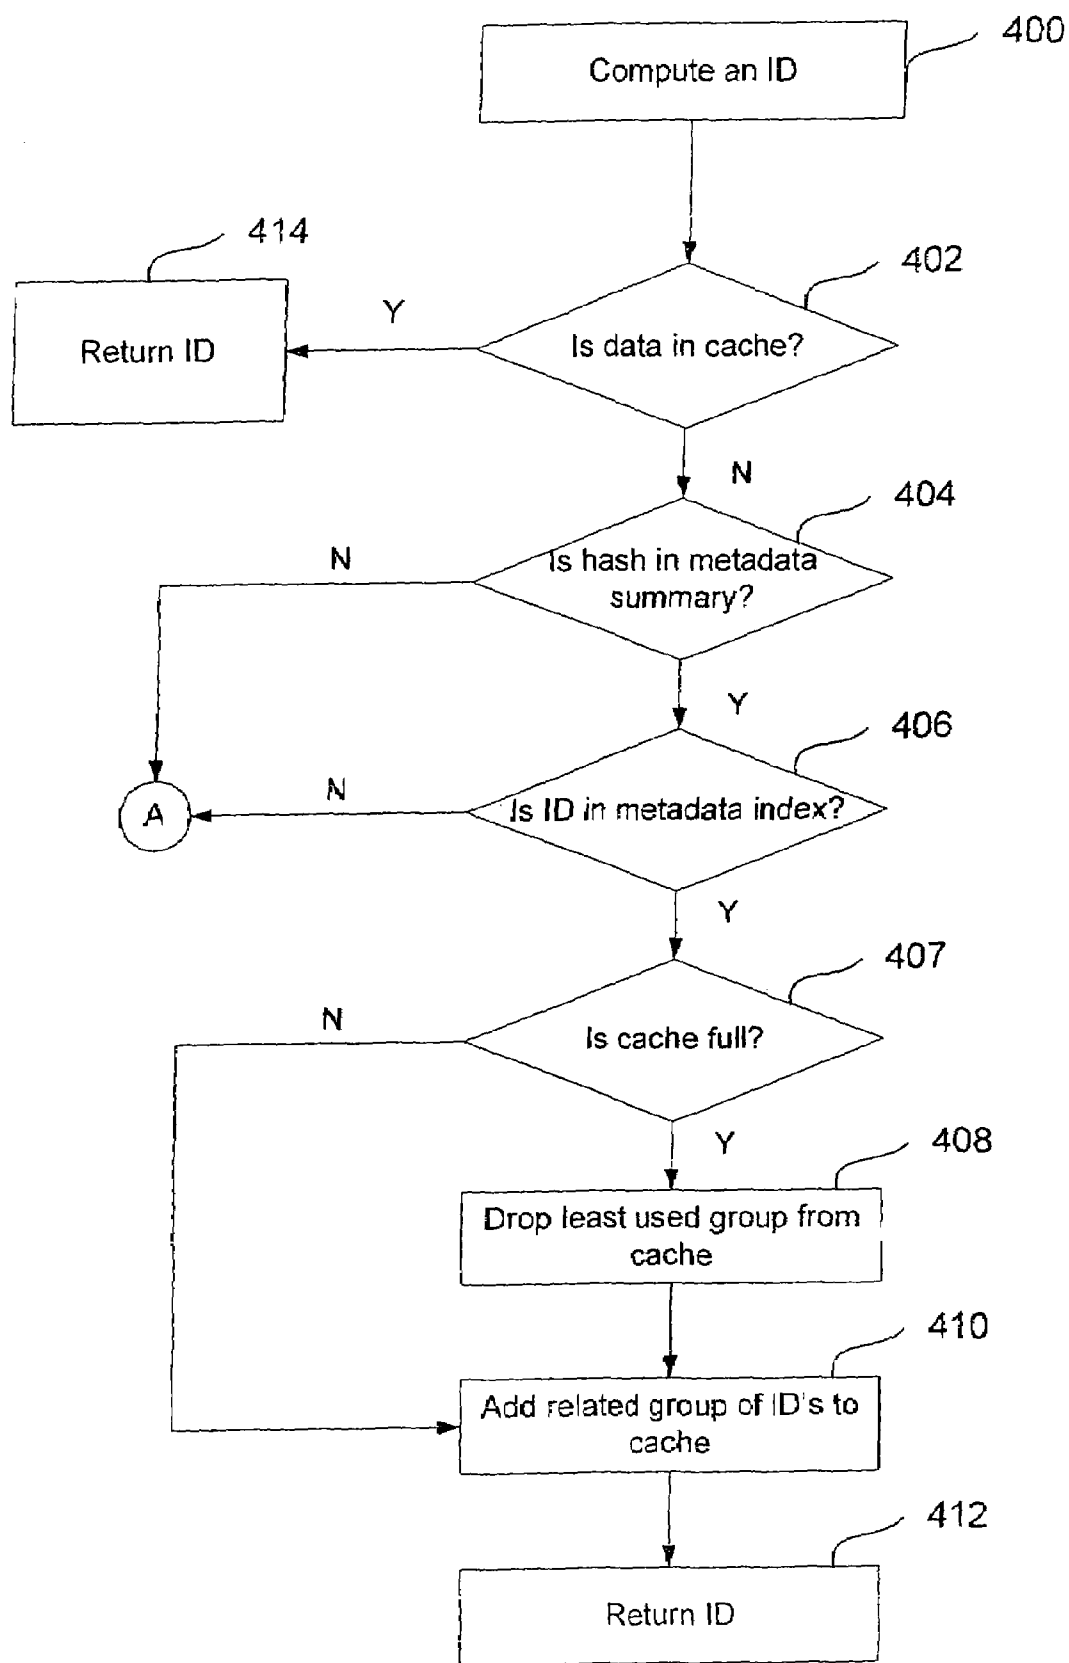 400
Compute an ID
414
402
Y
Return ID
Is data in cache?
N
404
N
Is hash in metadata
summary?
Y
406
A
N
Is ID in metadata index?
Y
407
N
Is cache full?
Y
408
Drop least used group from
cache
410
Add related group of ID's to
cache
412
Return ID